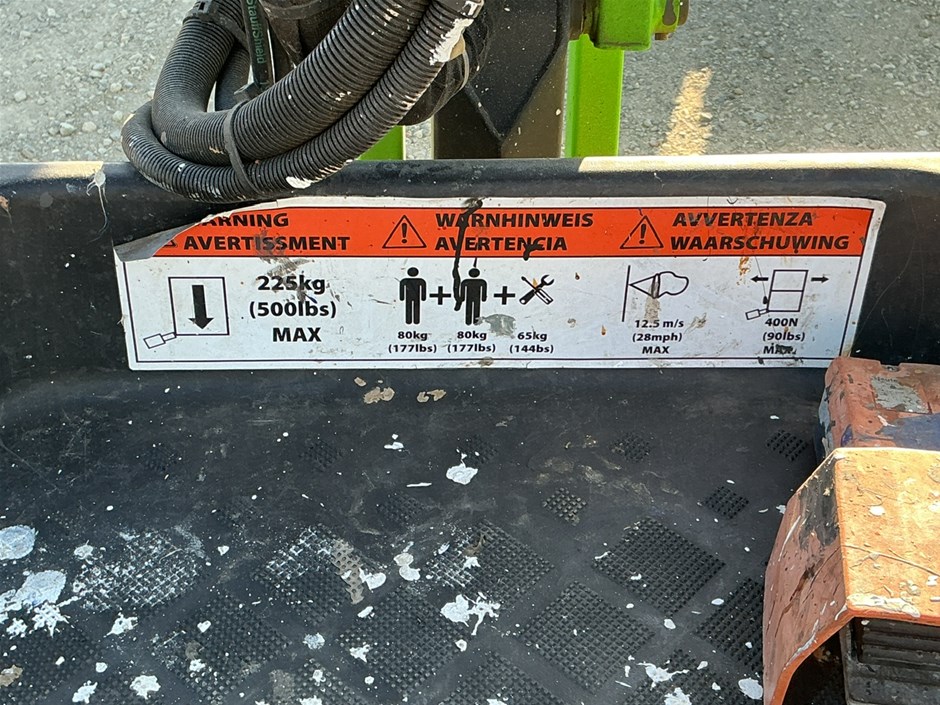 WARNING
AVERTISSMENT
WARNHINWEIS
AVERTENCIA
AVVERTENZA
WAARSCHUWING
225kg
(500lbs)
MAX
+ +
80kg
(177lbs)
80kg
(177lbs)
65kg
(144bs)
12.5 m/s
(28mph)
MAX
400N
(90lbs)
MAX